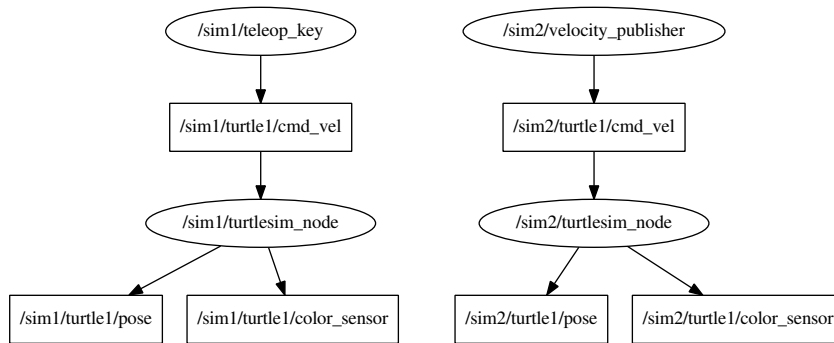 /sim1/teleop_key
/sim2/velocity_publisher
/sim1/turtle1/cmd_vel
/sim2/turtle1/cmd_vel
/sim1/turtlesim_node
/sim2/turtlesim_node
/sim1/turtle1/pose
/sim1/turtle1/color_sensor
/sim2/turtle1/pose
/sim2/turtle1/color_sensor